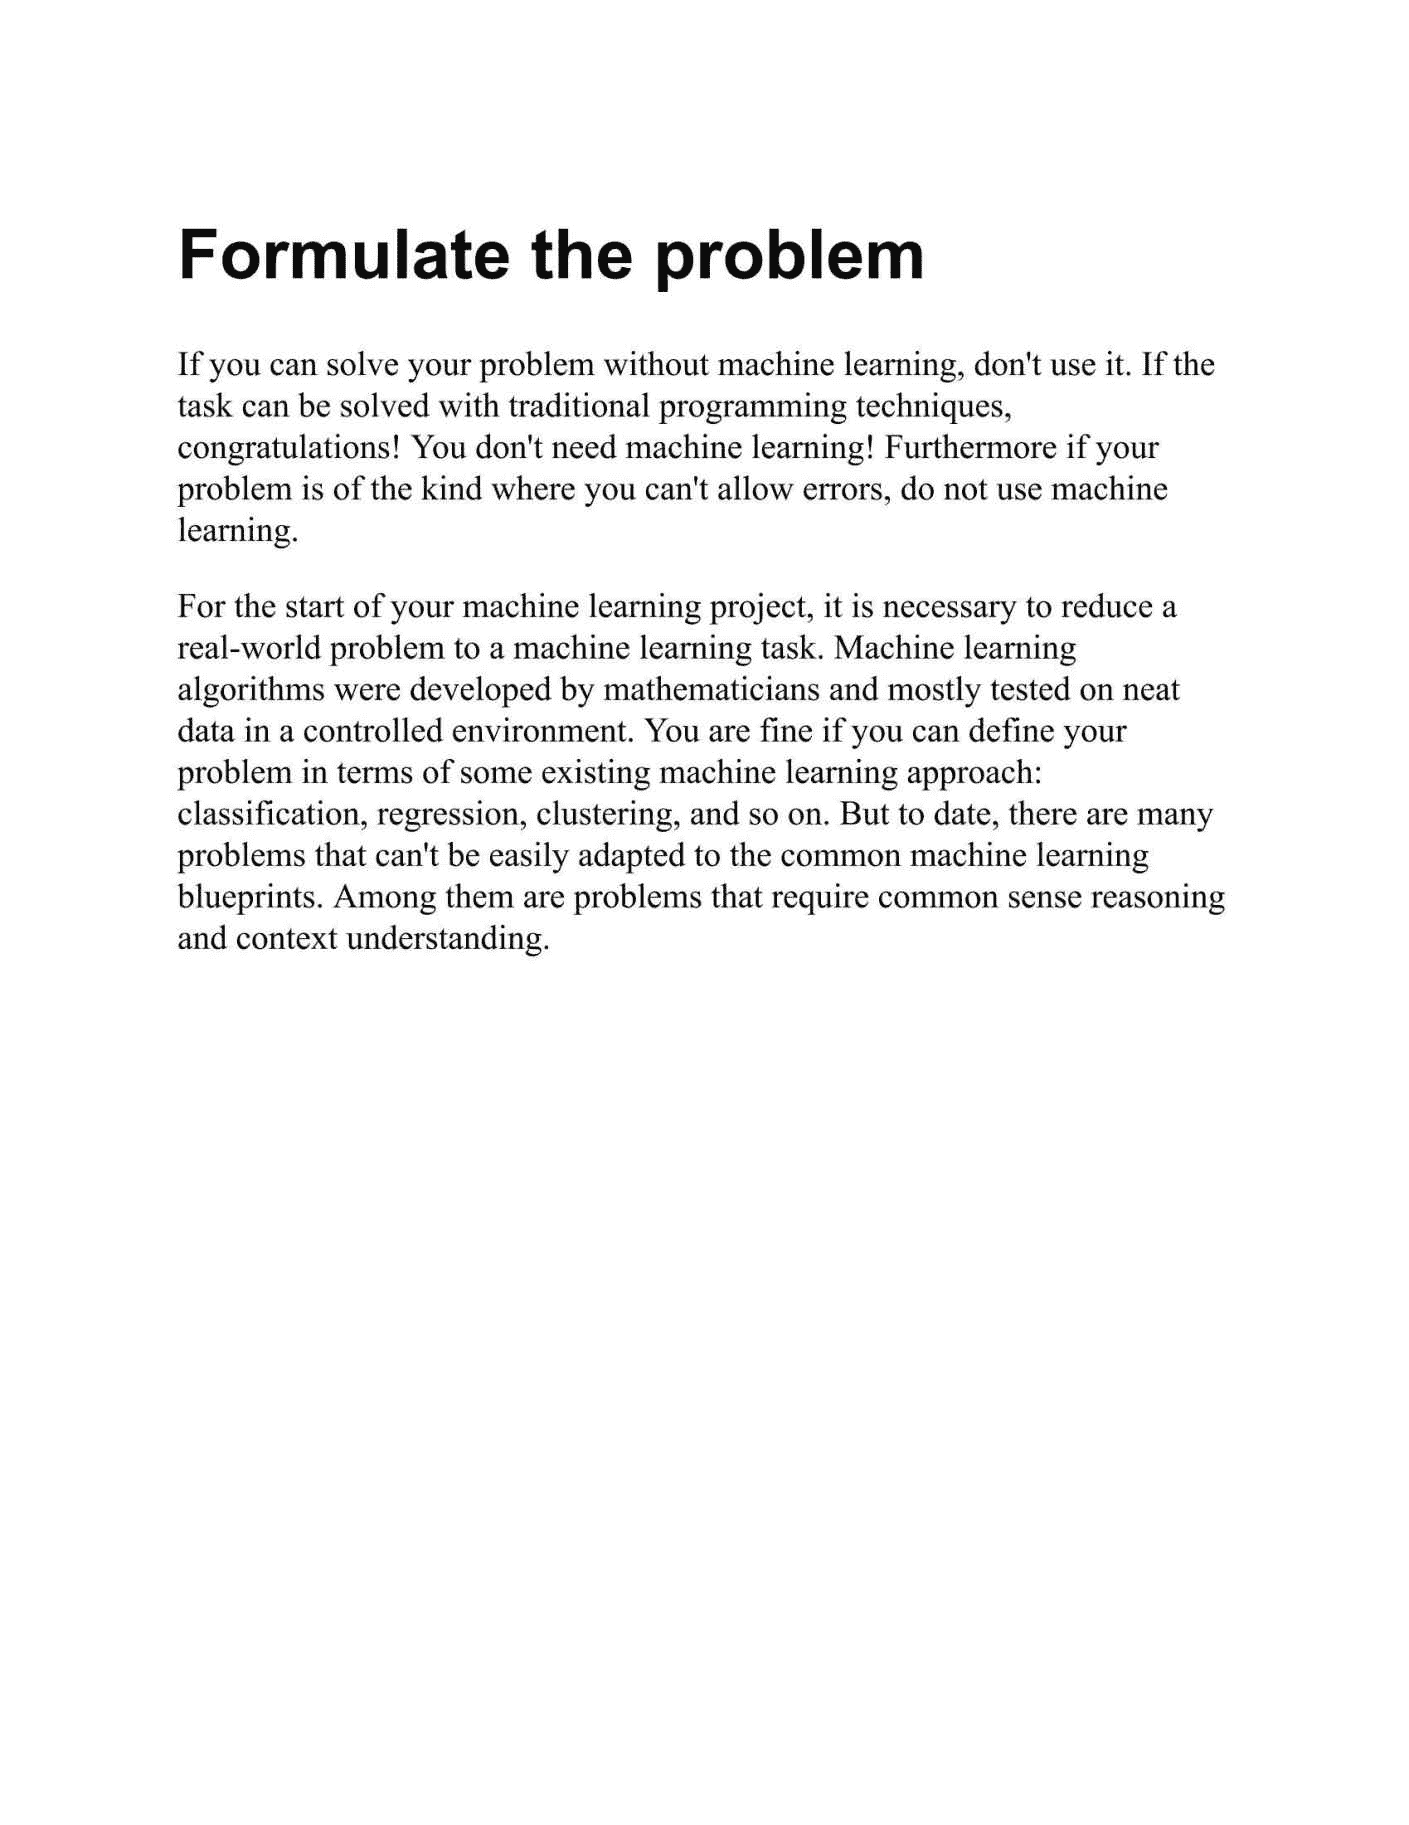 Formulate the problem
If you can solve your problem without machine learning, don't use it. If the
task can be solved with traditional programming techniques,
congratulations! You don't need machine learning! Furthermore if your
problem is of the kind where you can't allow errors, do not use machine
learning.
For the start of your machine learning project, it is necessary to reduce a
real-world problem to a machine learning task. Machine learning
algorithms were developed by mathematicians and mostly tested on neat
data in a controlled environment. You are fine if you can define your
problem in terms of some existing machine learning approach:
classification, regression, clustering, and so on. But to date, there are many
problems that can't be easily adapted to the common machine learning
blueprints. Among them are problems that require common sense reasoning
and context understanding.